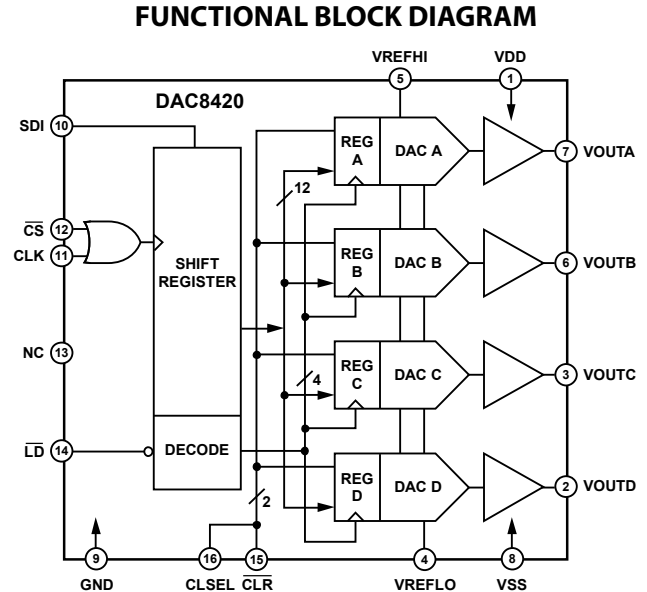 FUNCTIONAL BLOCK DIAGRAM
VREFHI
VDD
5
1
DAC8420
SDI 10
REG
A
DAC A
7 VOUTA
12
CS 12
CLK 11
SHIFT
REGISTER
REG
B
DAC B
6 VOUTB
NC 13
4
REG
C
DAC C
3 VOUTC
LD 14
DECODE
REG
D
DAC D
2 VOUTD
2
9
16
15
4
8
GND
CLSEL
CLR
VREFLO
VSS